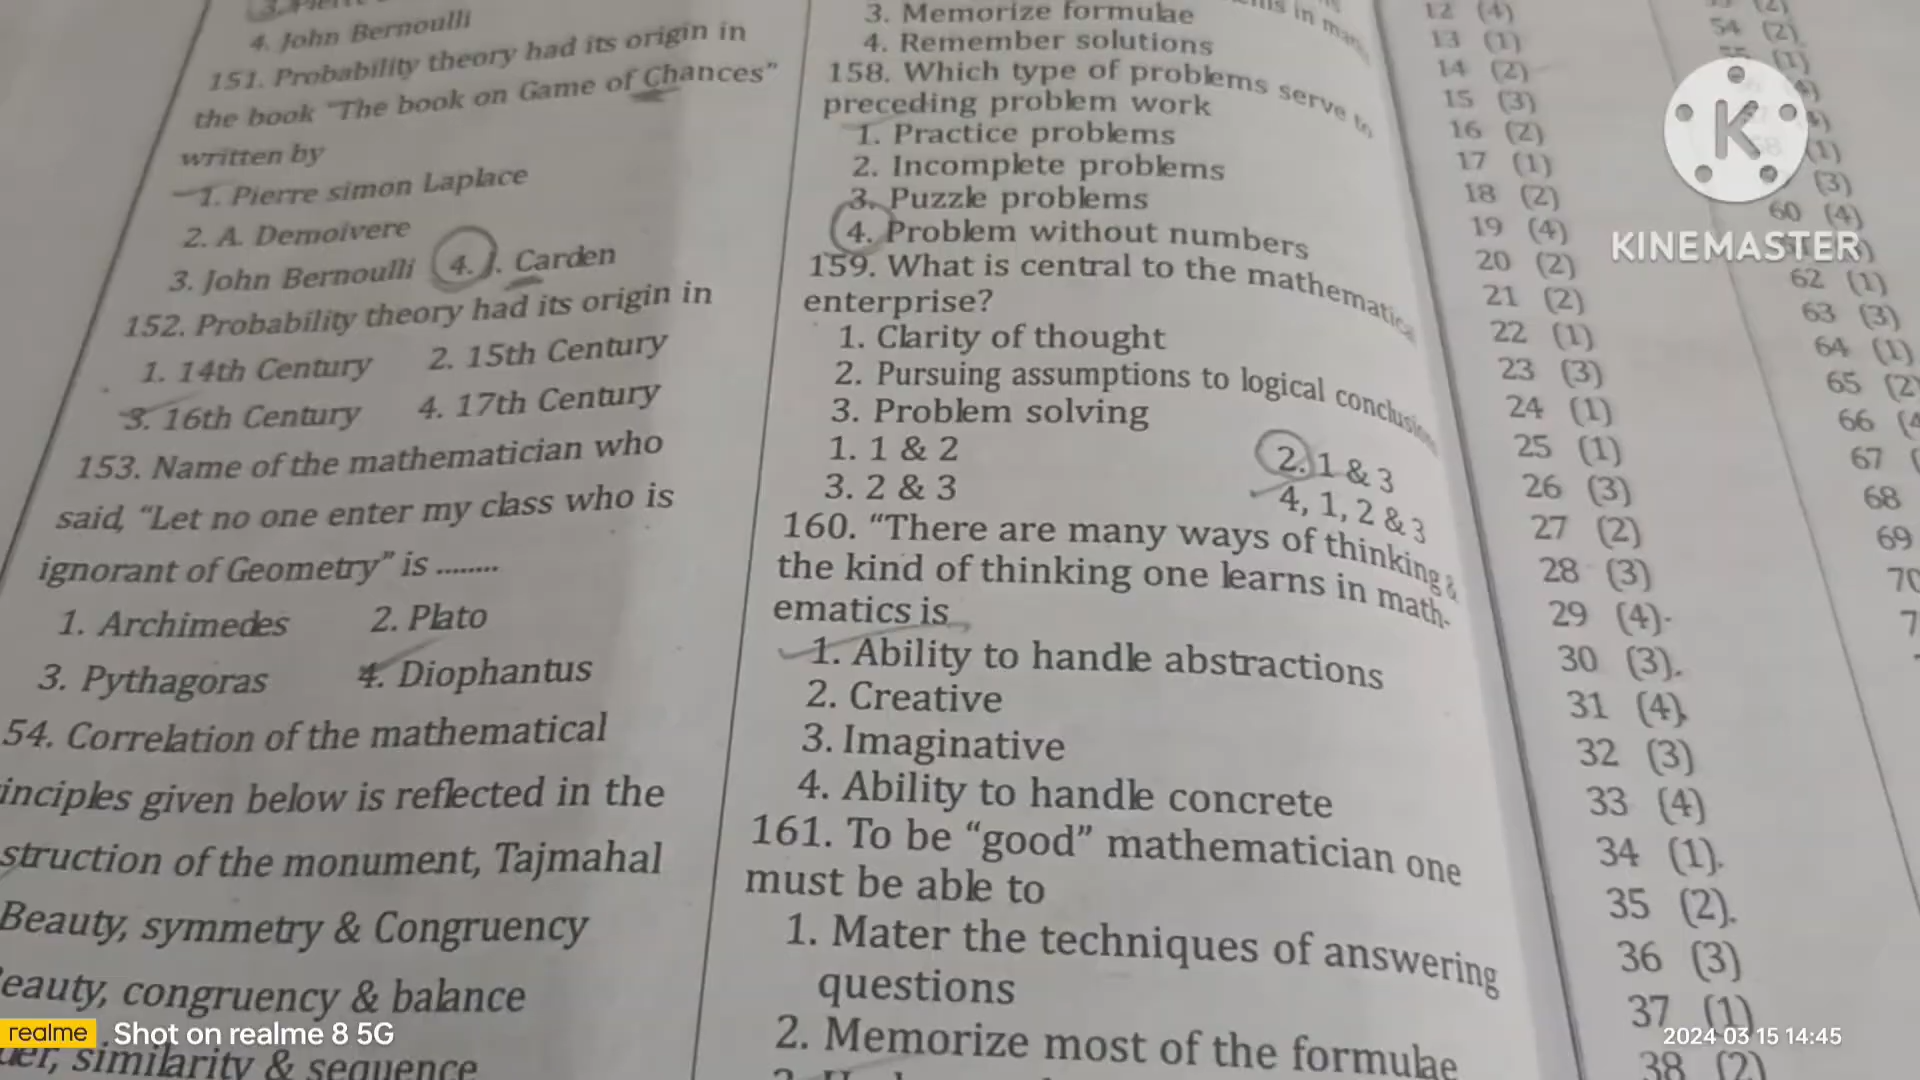 4. John Bernoulli
151. Probability theory had its origin in
the book "The book on Game of Chances"
written by
1. Pierre simon Laplace
2. A. Demoivere
3. John Bernoulli 4. J. Carden
152. Probability theory had its origin in
1. 14th Century 2. 15th Century
3. 16th Century 4. 17th Century
153. Name of the mathematician who
said, "Let no one enter my class who is
ignorant of Geometry" is ........
1. Archimedes 2. Plato
3. Pythagoras 4. Diophantus
54. Correlation of the mathematical
inciples given below is reflected in the
struction of the monument, Tajmahal
Beauty, symmetry & Congruency
eauty, congruency & balance
der, similarity & sequence
3. Memorize formulae
4. Remember solutions
158. Which type of problems serve to
preceding problem work
1. Practice problems
2. Incomplete problems
3. Puzzle problems
4. Problem without numbers
159. What is central to the mathematica
enterprise?
1. Clarity of thought
2. Pursuing assumptions to logical conclusion
3. Problem solving
1. 1 & 2 2. 1 & 3
3. 2 & 3 4, 1, 2 & 3
160. "There are many ways of thinking &
the kind of thinking one learns in math-
ematics is
1. Ability to handle abstractions
2. Creative
3. Imaginative
4. Ability to handle concrete
161. To be "good" mathematician one
must be able to
1. Mater the techniques of answering
questions
2. Memorize most of the formulae
12 (4)
13 (1)
14 (2)
15 (3)
16 (2)
17 (1)
18 (2)
19 (4)
20 (2)
21 (2)
22 (1)
23 (3)
24 (1)
25 (1)
26 (3)
27 (2)
28 (3)
29 (4)
30 (3)
31 (4)
32 (3)
33 (4)
34 (1)
35 (2)
36 (3)
37 (1)
38 (2)
54 (2)
60 (4)
62 (1)
63 (3)
64 (1)
65 (2)
66
67
68
69
70
K
KINEMASTER
realme Shot on realme 8 5G
2024 03 15 14:45